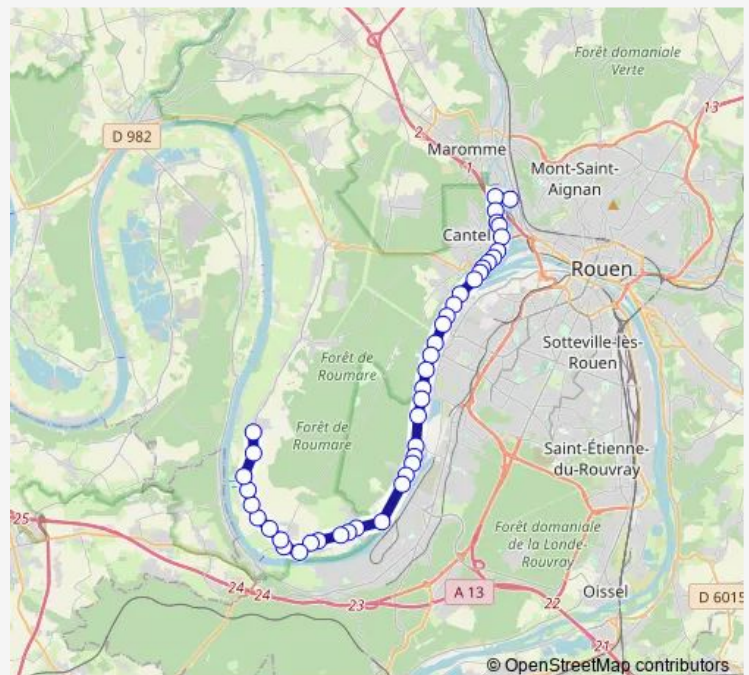 Forêt domaniale
Verte
13
D 982
2
Maromme
1
Mont-Saint-
Aignan
Cantel
Rouen
Sotteville-lès-
Rouen
Forêt de
Roumare
Forêt de
Roumare
Saint-Étienne-
du-Rouvray
25
Forêt domaniale
de la Londe-
Rouvray
24
24
23
A 13
22
Oissel
D 6015
21
© OpenStreetMap contributors